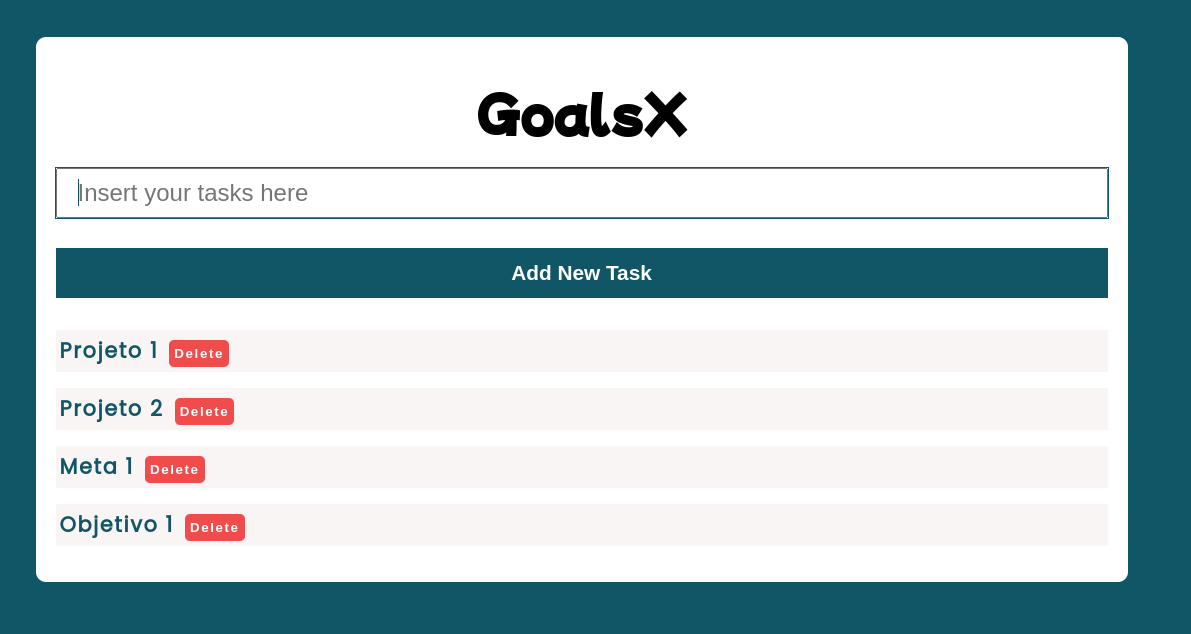 GoalsX
Insert your tasks here
Add New Task
Projeto 1 Delete
Projeto 2 Delete
Meta 1 Delete
Objetivo 1 Delete